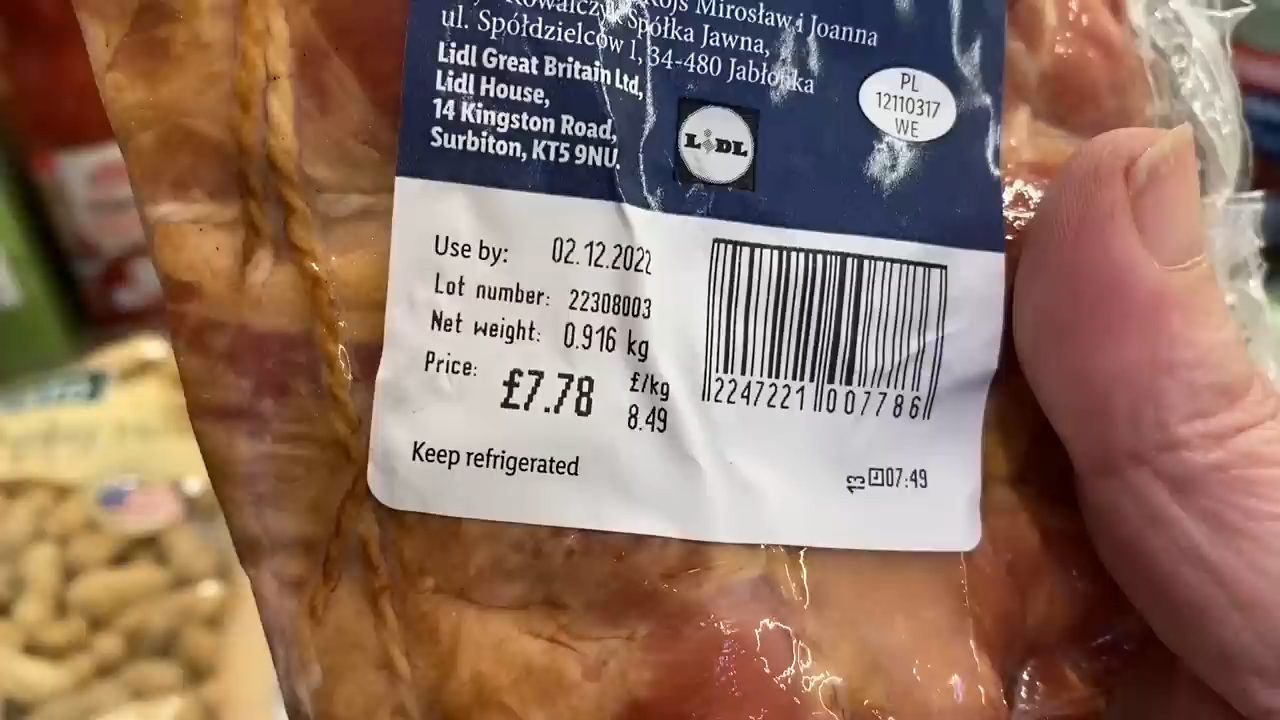 Mirosław i Joanna
Spółka Jawna,
ul. Spółdzielców 1, 34-480 Jabłonka
Lidl Great Britain Ltd,
Lidl House,
14 Kingston Road,
Surbiton, KT5 9NU.
LIDL
PL
12110317
WE
Use by: 02.12.2022
Lot number: 22308003
Net weight: 0.916 kg
Price: £7.78 £/kg
8.49
2247221 007786
Keep refrigerated
13 07:49